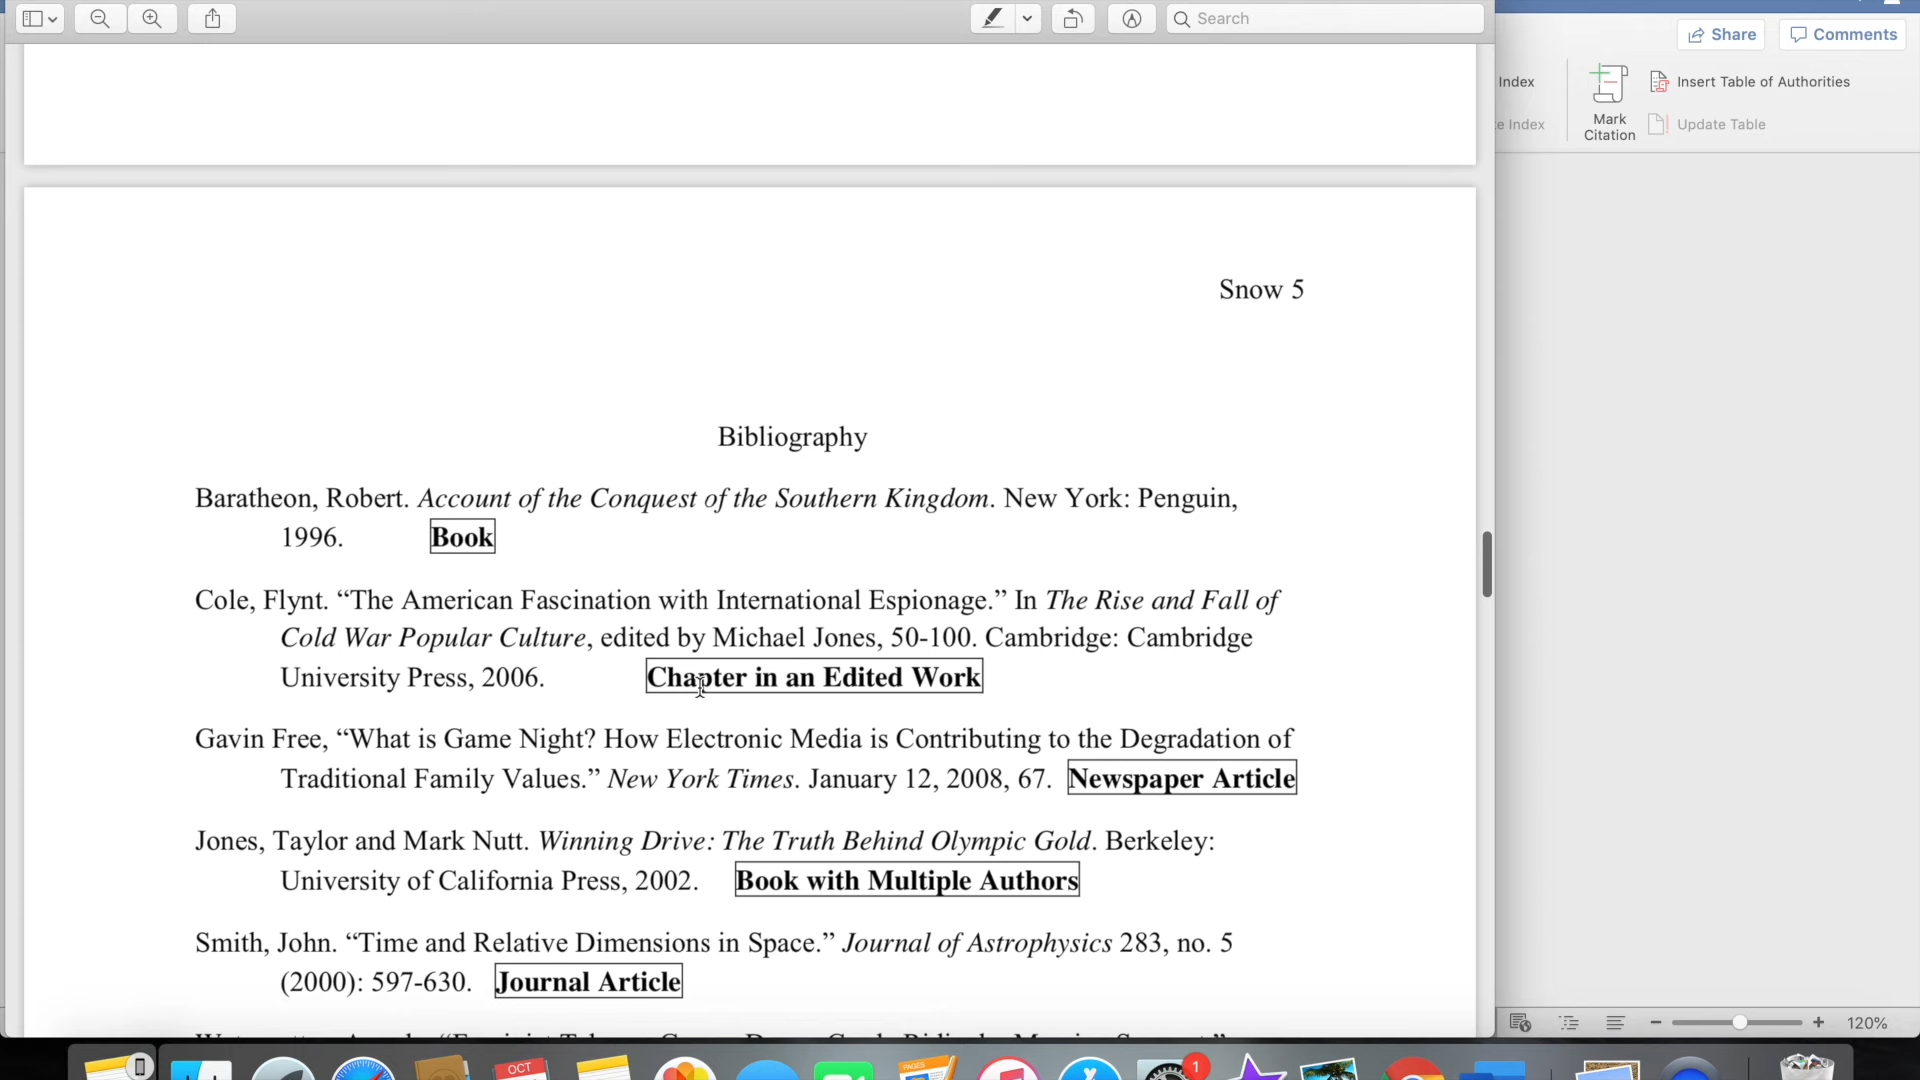 Search
Share
Comments
Index
Insert Table of Authorities
Mark
Citation
e Index
Update Table
Snow 5
Bibliography
Baratheon, Robert. Account of the Conquest of the Southern Kingdom. New York: Penguin,
1996. Book
Cole, Flynt. “The American Fascination with International Espionage.” In The Rise and Fall of
Cold War Popular Culture, edited by Michael Jones, 50-100. Cambridge: Cambridge
University Press, 2006. Chapter in an Edited Work
Gavin Free, “What is Game Night? How Electronic Media is Contributing to the Degradation of
Traditional Family Values.” New York Times. January 12, 2008, 67. Newspaper Article
Jones, Taylor and Mark Nutt. Winning Drive: The Truth Behind Olympic Gold. Berkeley:
University of California Press, 2002. Book with Multiple Authors
Smith, John. “Time and Relative Dimensions in Space.” Journal of Astrophysics 283, no. 5
(2000): 597-630. Journal Article
120%
OCT
1